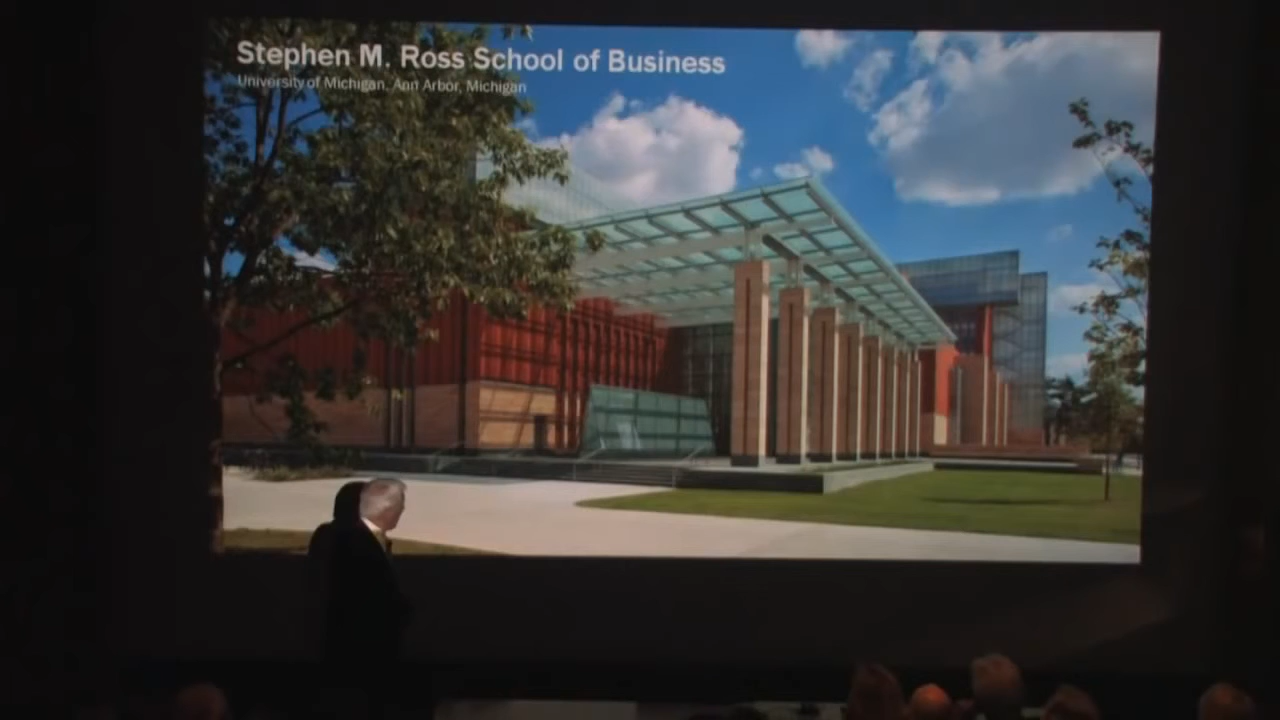 Stephen M. Ross School of Business
University of Michigan, Ann Arbor, Michigan